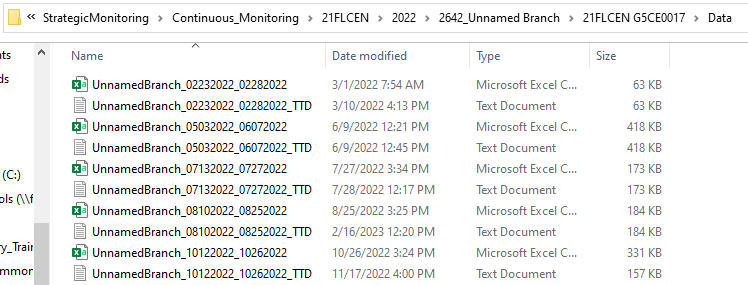 « StrategicMonitoring > Continuous_Monitoring > 21FLCEN > 2022 > 2642_Unnamed Branch > 21FLCEN G5CE0017 > Data
Name Date modified Type Size
UnnamedBranch_02232022_02282022 3/1/2022 7:54 AM Microsoft Excel C... 63 KB
UnnamedBranch_02232022_02282022_TTD 3/10/2022 4:13 PM Text Document 63 KB
UnnamedBranch_05032022_06072022 6/9/2022 12:21 PM Microsoft Excel C... 418 KB
UnnamedBranch_05032022_06072022_TTD 6/9/2022 12:45 PM Text Document 418 KB
UnnamedBranch_07132022_07272022 7/27/2022 3:34 PM Microsoft Excel C... 173 KB
UnnamedBranch_07132022_07272022_TTD 7/28/2022 12:17 PM Text Document 173 KB
UnnamedBranch_08102022_08252022 8/25/2022 3:25 PM Microsoft Excel C... 184 KB
UnnamedBranch_08102022_08252022_TTD 2/16/2023 12:20 PM Text Document 184 KB
UnnamedBranch_10122022_10262022 10/26/2022 3:24 PM Microsoft Excel C... 331 KB
UnnamedBranch_10122022_10262022_TTD 11/17/2022 4:00 PM Text Document 157 KB
nts
ds
(C:)
ols (\\f
ry_Train
ommon